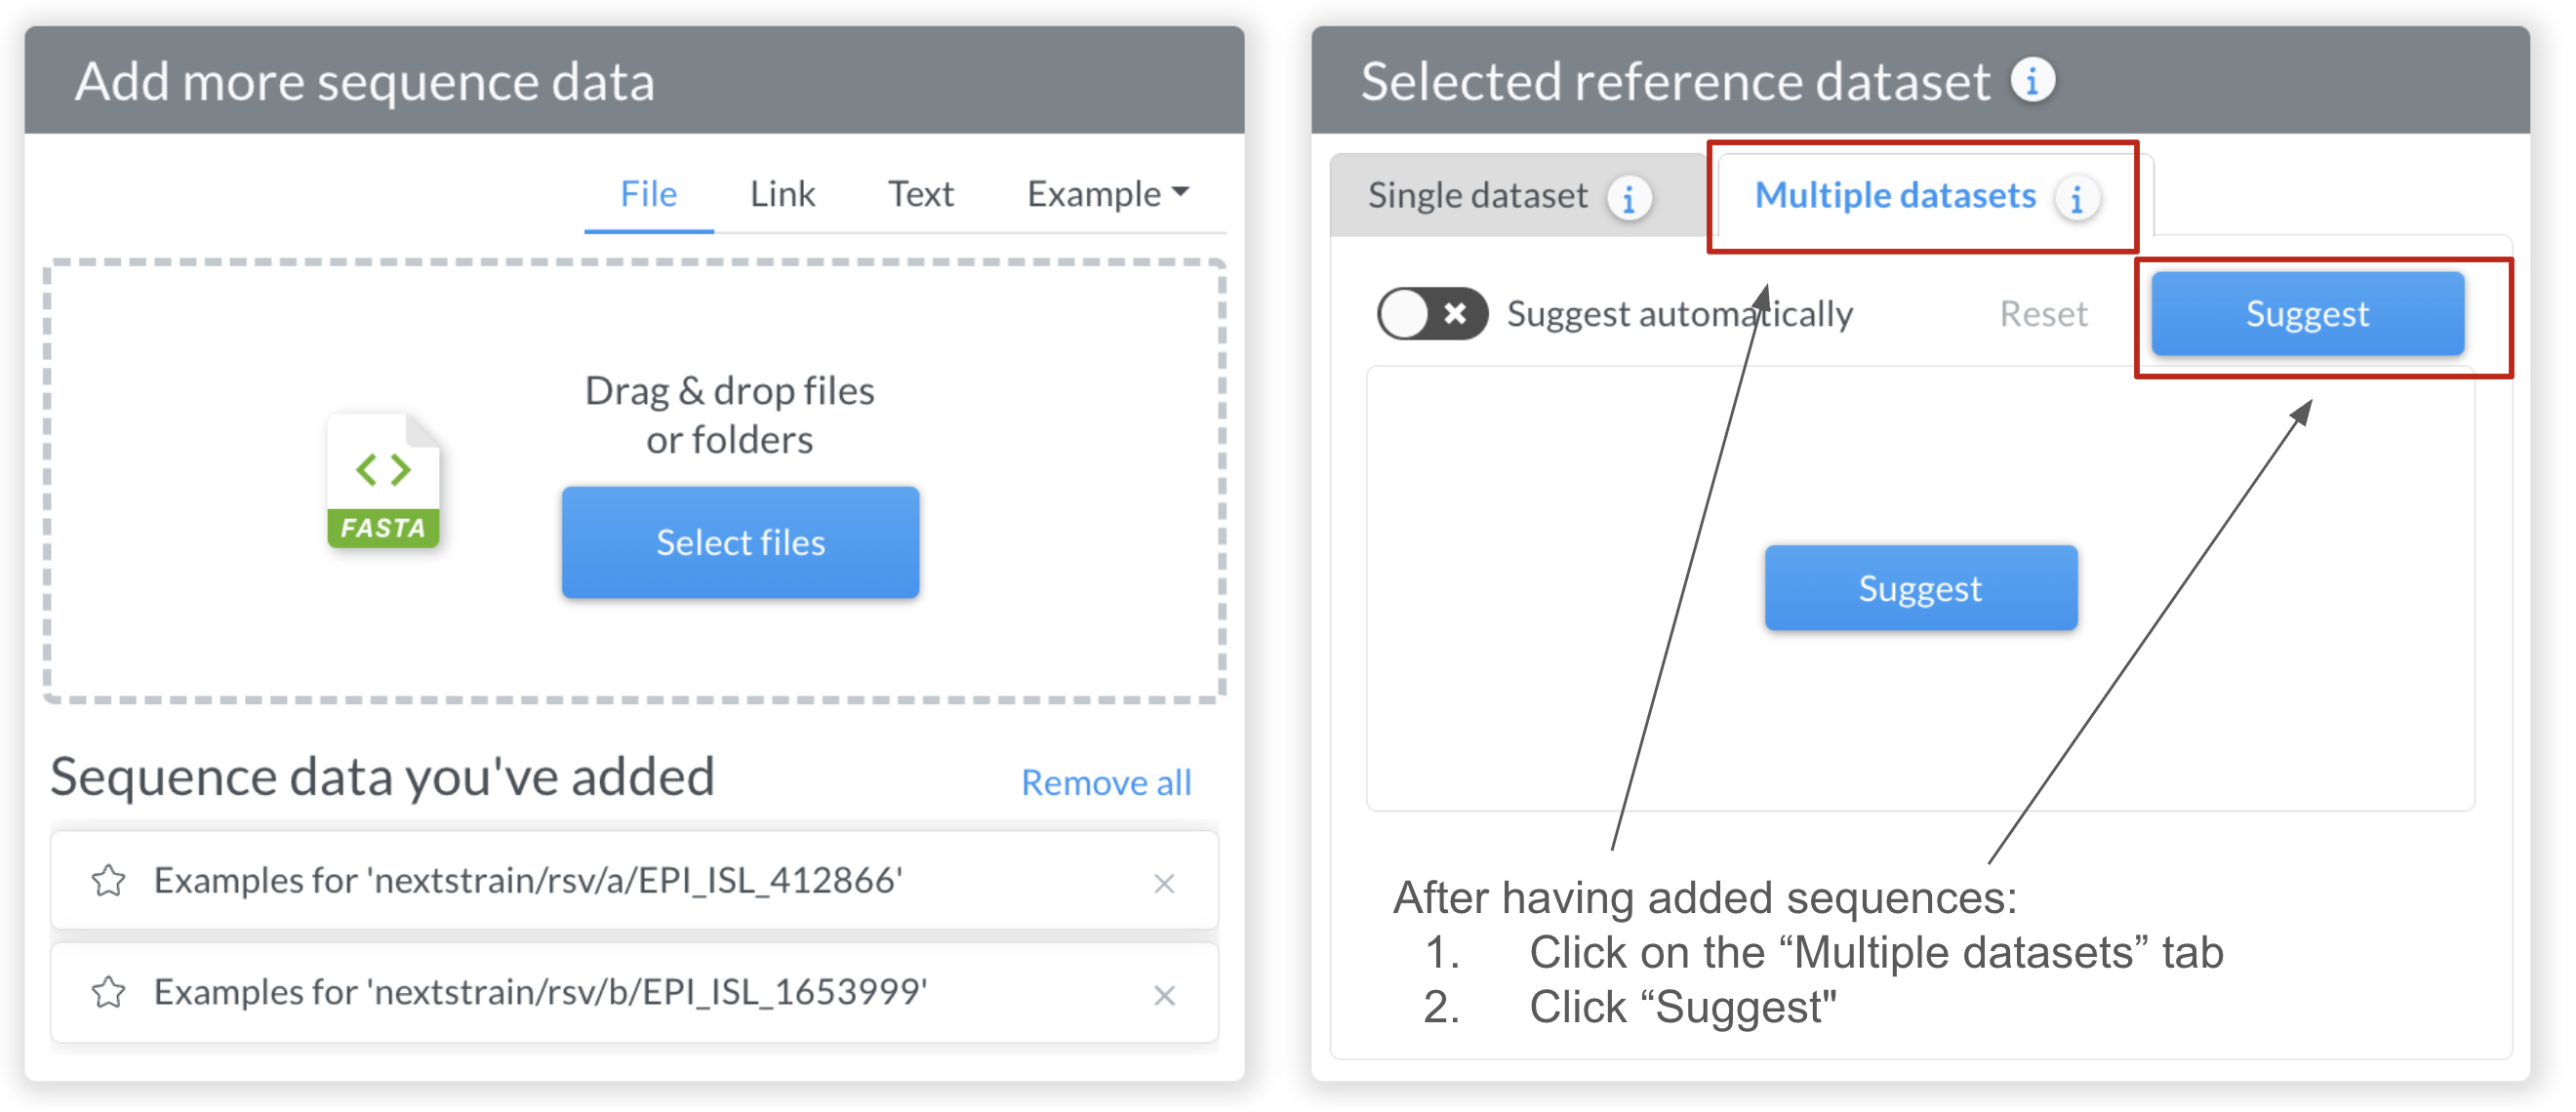 Add more sequence data
File Link Text Example
Drag & drop files
or folders
FASTA
Select files
Sequence data you've added
Remove all
Examples for 'nextstrain/rsv/a/EPI_ISL_412866'
Examples for 'nextstrain/rsv/b/EPI_ISL_1653999'
Selected reference dataset i
Single dataset i
Multiple datasets i
Suggest automatically
Reset
Suggest
Suggest
After having added sequences:
1. Click on the “Multiple datasets” tab
2. Click “Suggest"